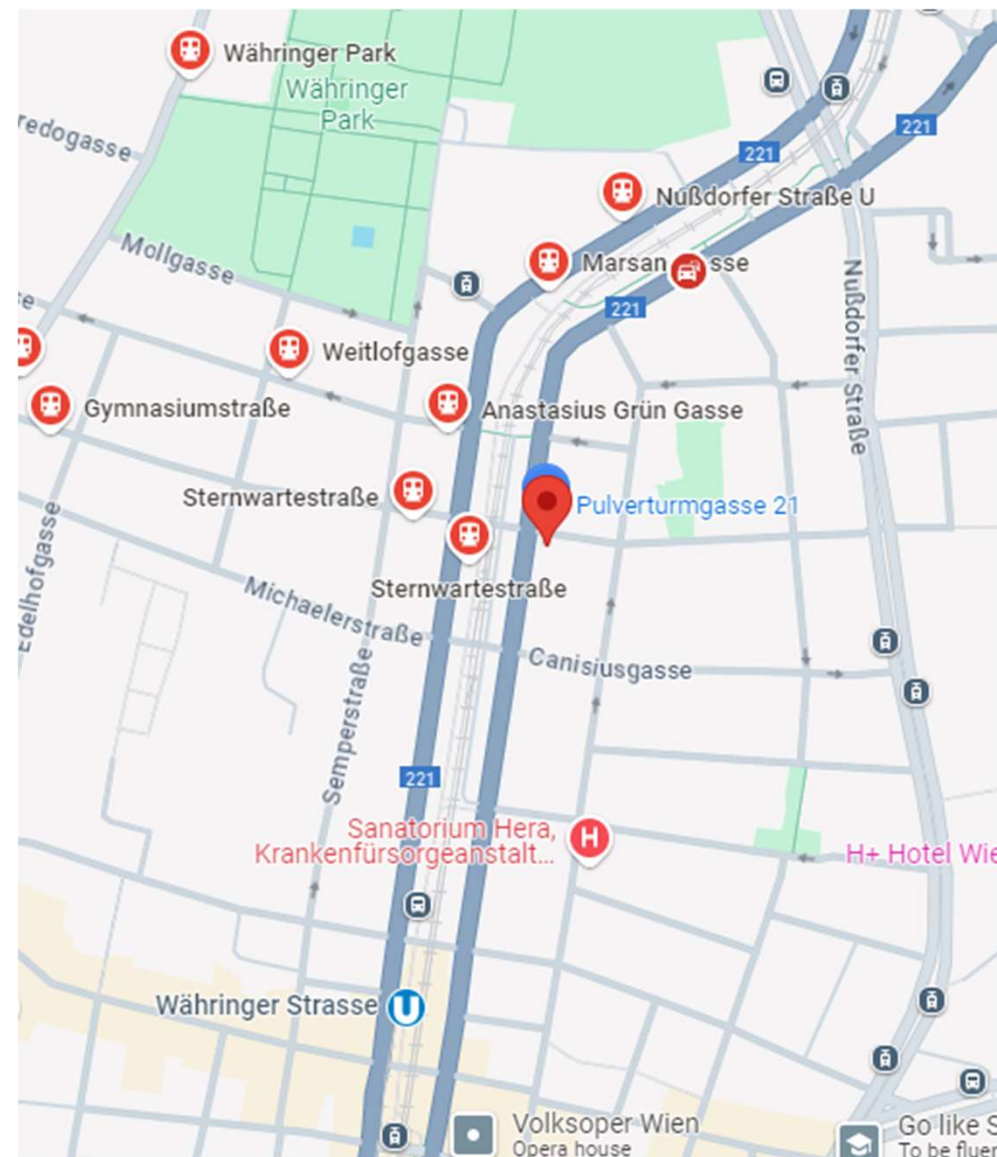 Währinger Park
Währinger
Park
redogasse
221
221
Nußdorfer Straße U
Mollgasse
Marsan sse
221
Nußdorfer Straße
se
Weitlofgasse
Gymnasiumstraße
Anastasius Grün Gasse
Sternwartestraße
Pulverturmgasse 21
Edelhofgasse
Sternwartestraße
Michaelerstraße
Canisiusgasse
Semperstraße
221
Sanatorium Hera,
Krankenfürsorgeanstalt...
H
H+ Hotel Wie
Währinger Strasse
U
Volksoper Wien
Opera house
Go like S
To be fluer